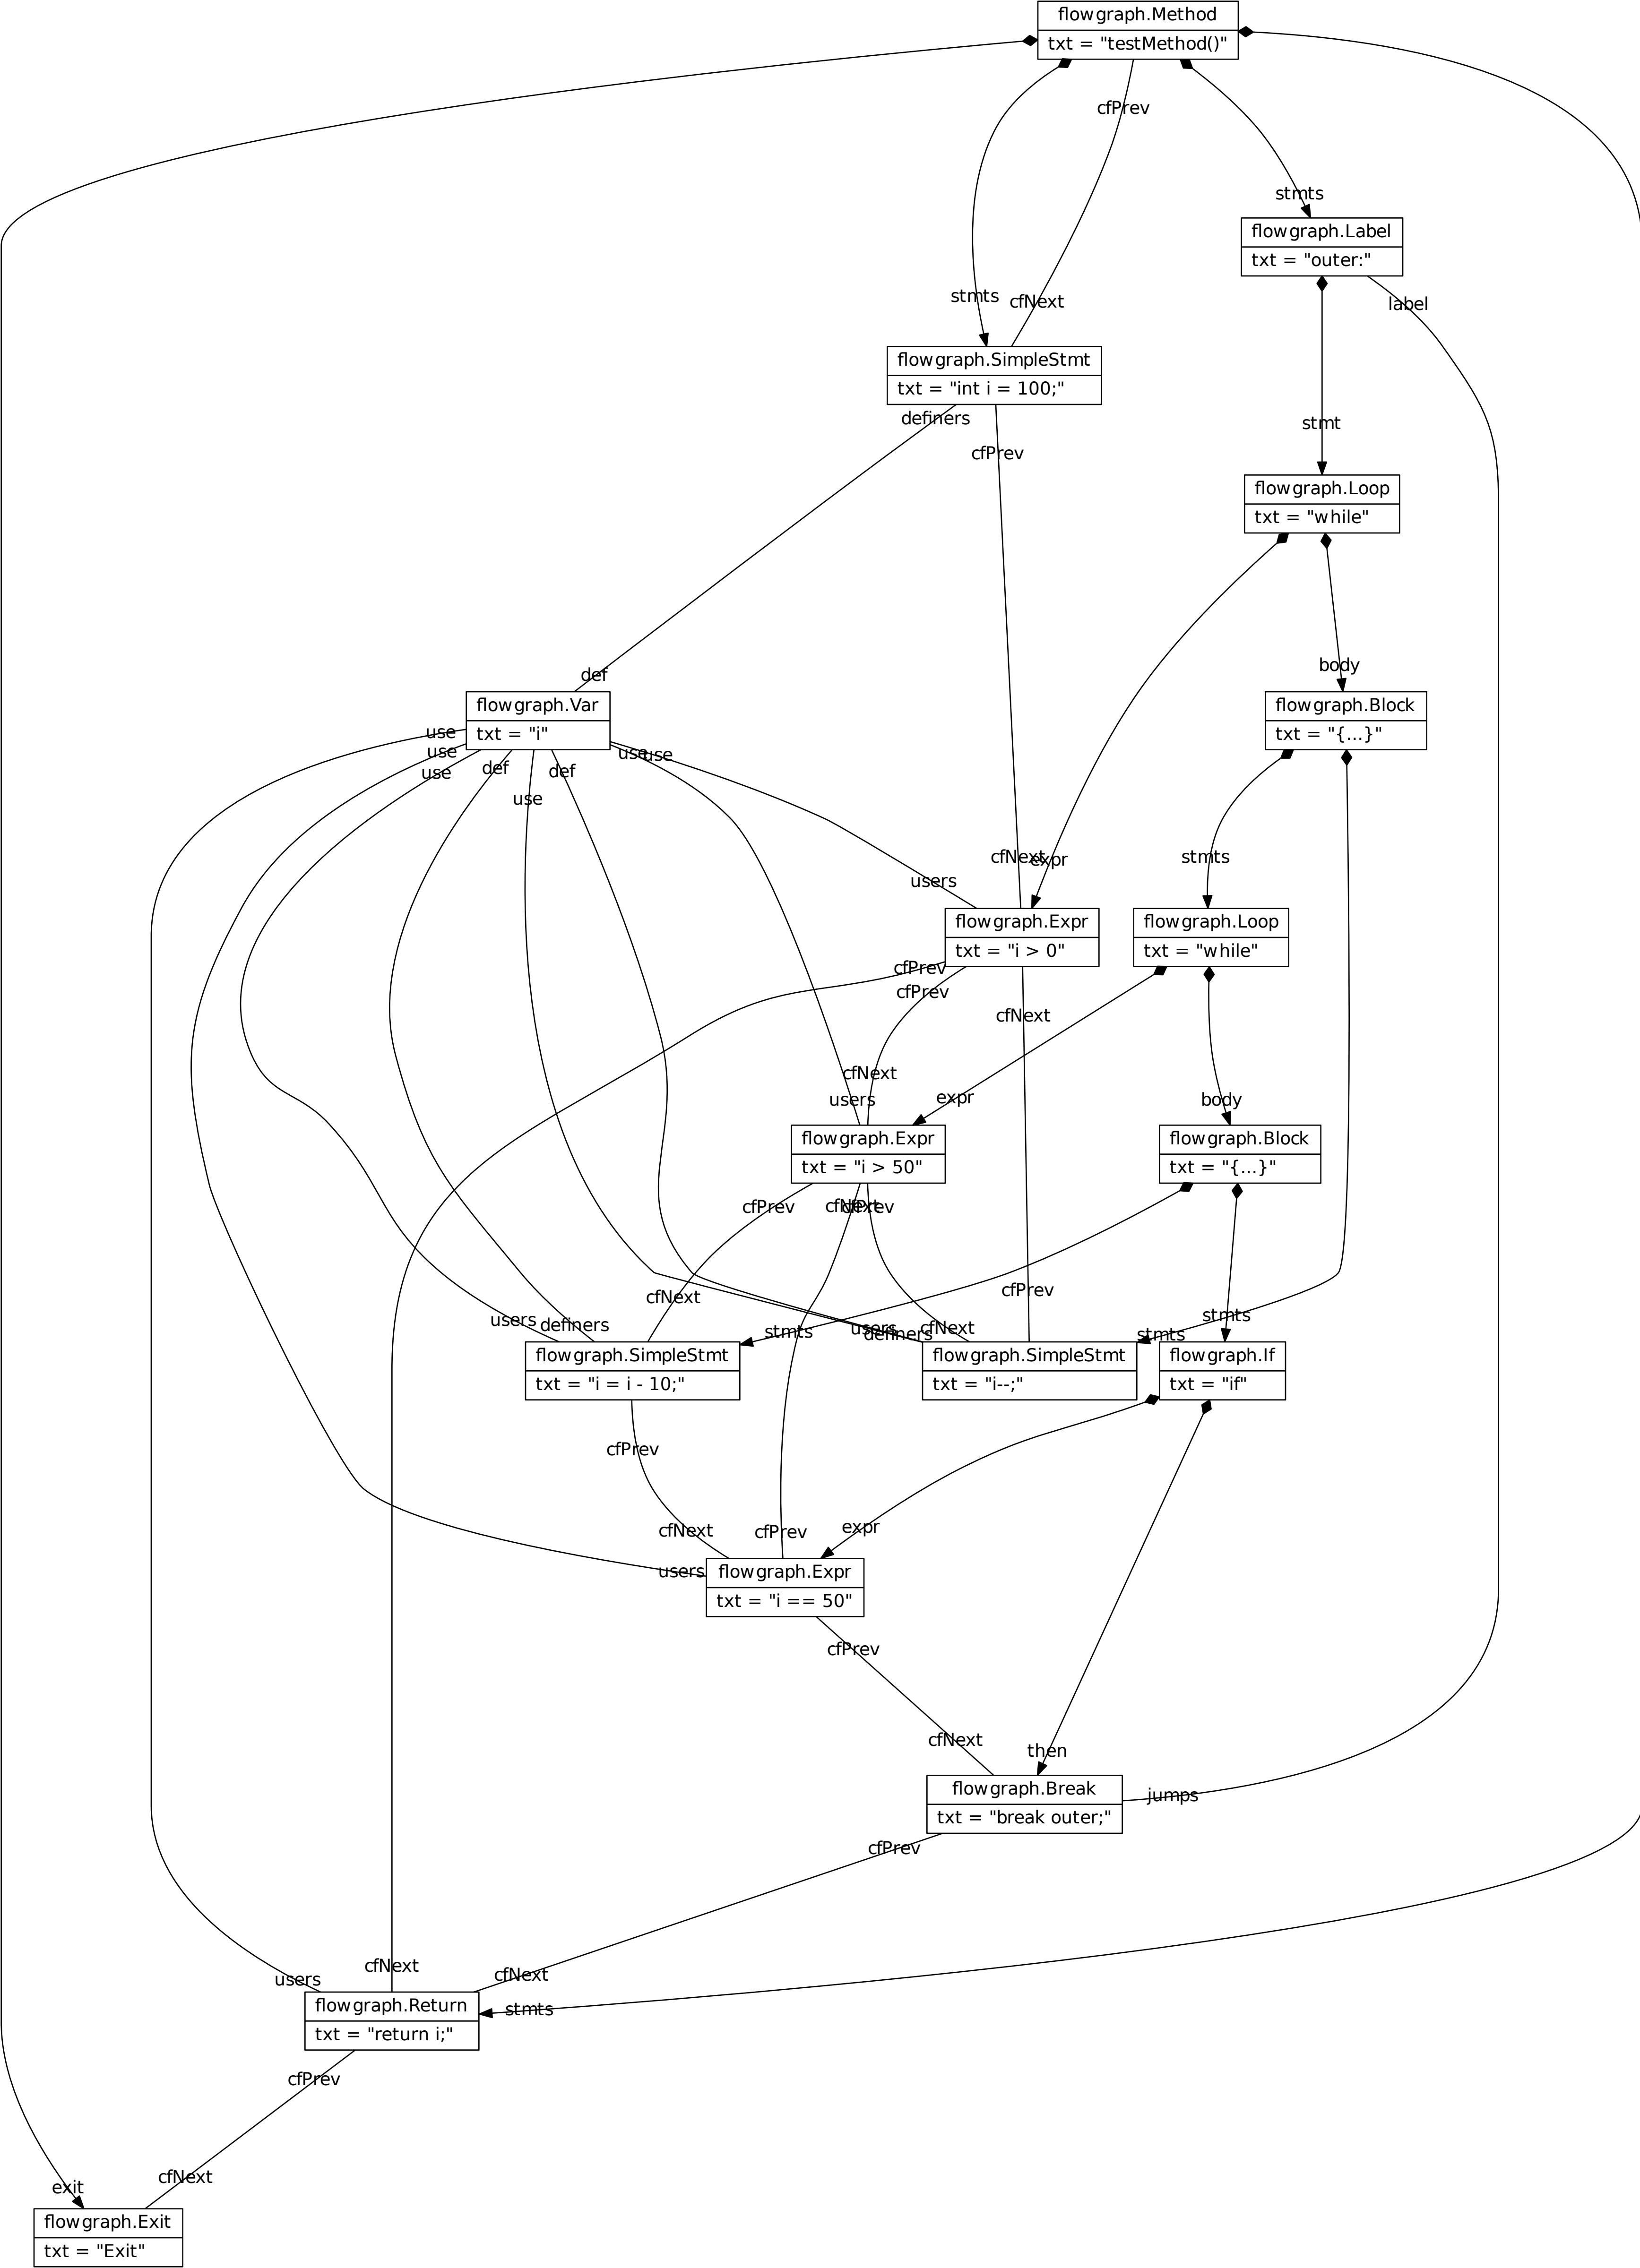 flowgraph.Method
txt = "testMethod()"
cfPrev
stmts
flowgraph.Label
txt = "outer:"
stmts
cfNext
label
flowgraph.SimpleStmt
txt = "int i = 100;"
definers
stmt
cfPrev
flowgraph.Loop
txt = "while"
body
def
flowgraph.Var
txt = "i"
flowgraph.Block
txt = "{...}"
use
use
use
def
def
use
use
use
cfNext
expr
stmts
users
flowgraph.Expr
txt = "i > 0"
flowgraph.Loop
txt = "while"
cfPrev
cfPrev
cfNext
cfNext
users
expr
body
flowgraph.Expr
txt = "i > 50"
flowgraph.Block
txt = "{...}"
cfPrev
cfNext
cfPrev
cfPrev
cfNext
stmts
users
definers
stmts
users
definers
cfNext
stmts
flowgraph.SimpleStmt
txt = "i = i - 10;"
flowgraph.SimpleStmt
txt = "i--;"
flowgraph.If
txt = "if"
cfPrev
cfNext
cfPrev
expr
users
flowgraph.Expr
txt = "i == 50"
cfPrev
cfNext
then
flowgraph.Break
txt = "break outer;"
jumps
cfPrev
cfNext
cfNext
users
flowgraph.Return
txt = "return i;"
stmts
cfPrev
cfNext
exit
flowgraph.Exit
txt = "Exit"